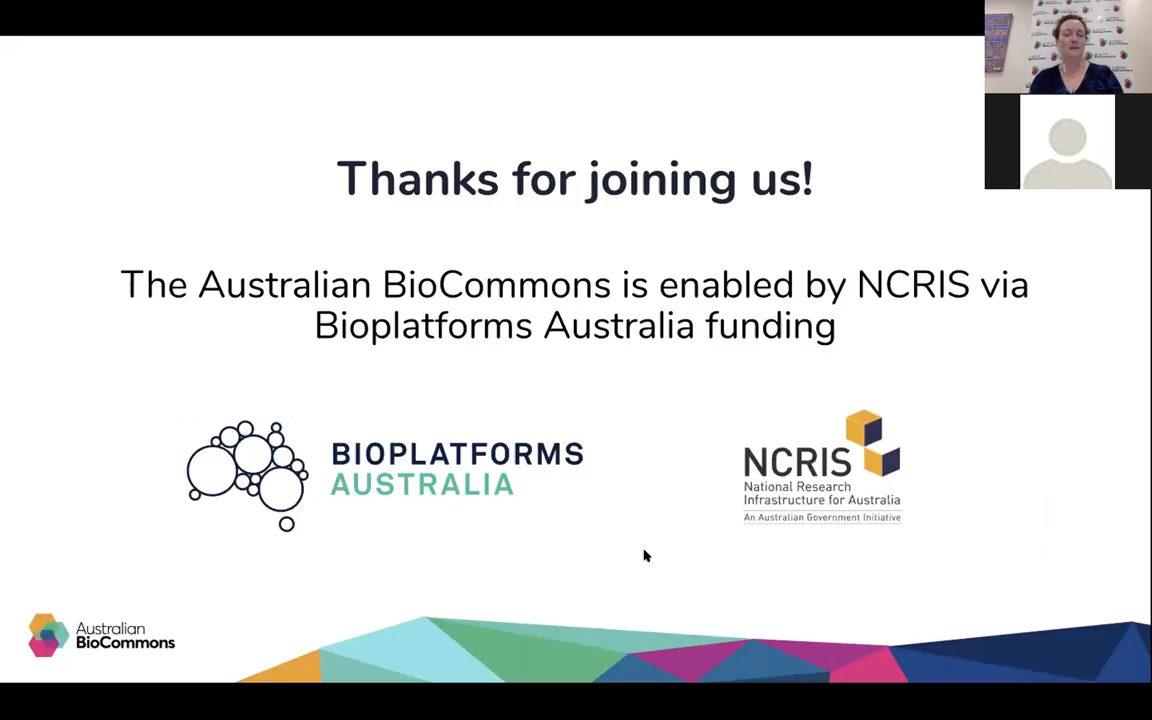 Thanks for joining us!
The Australian BioCommons is enabled by NCRIS via
Bioplatforms Australia funding
BIOPLATFORMS
AUSTRALIA
NCRIS
National Research
Infrastructure for Australia
An Australian Government Initiative
Australian
BioCommons